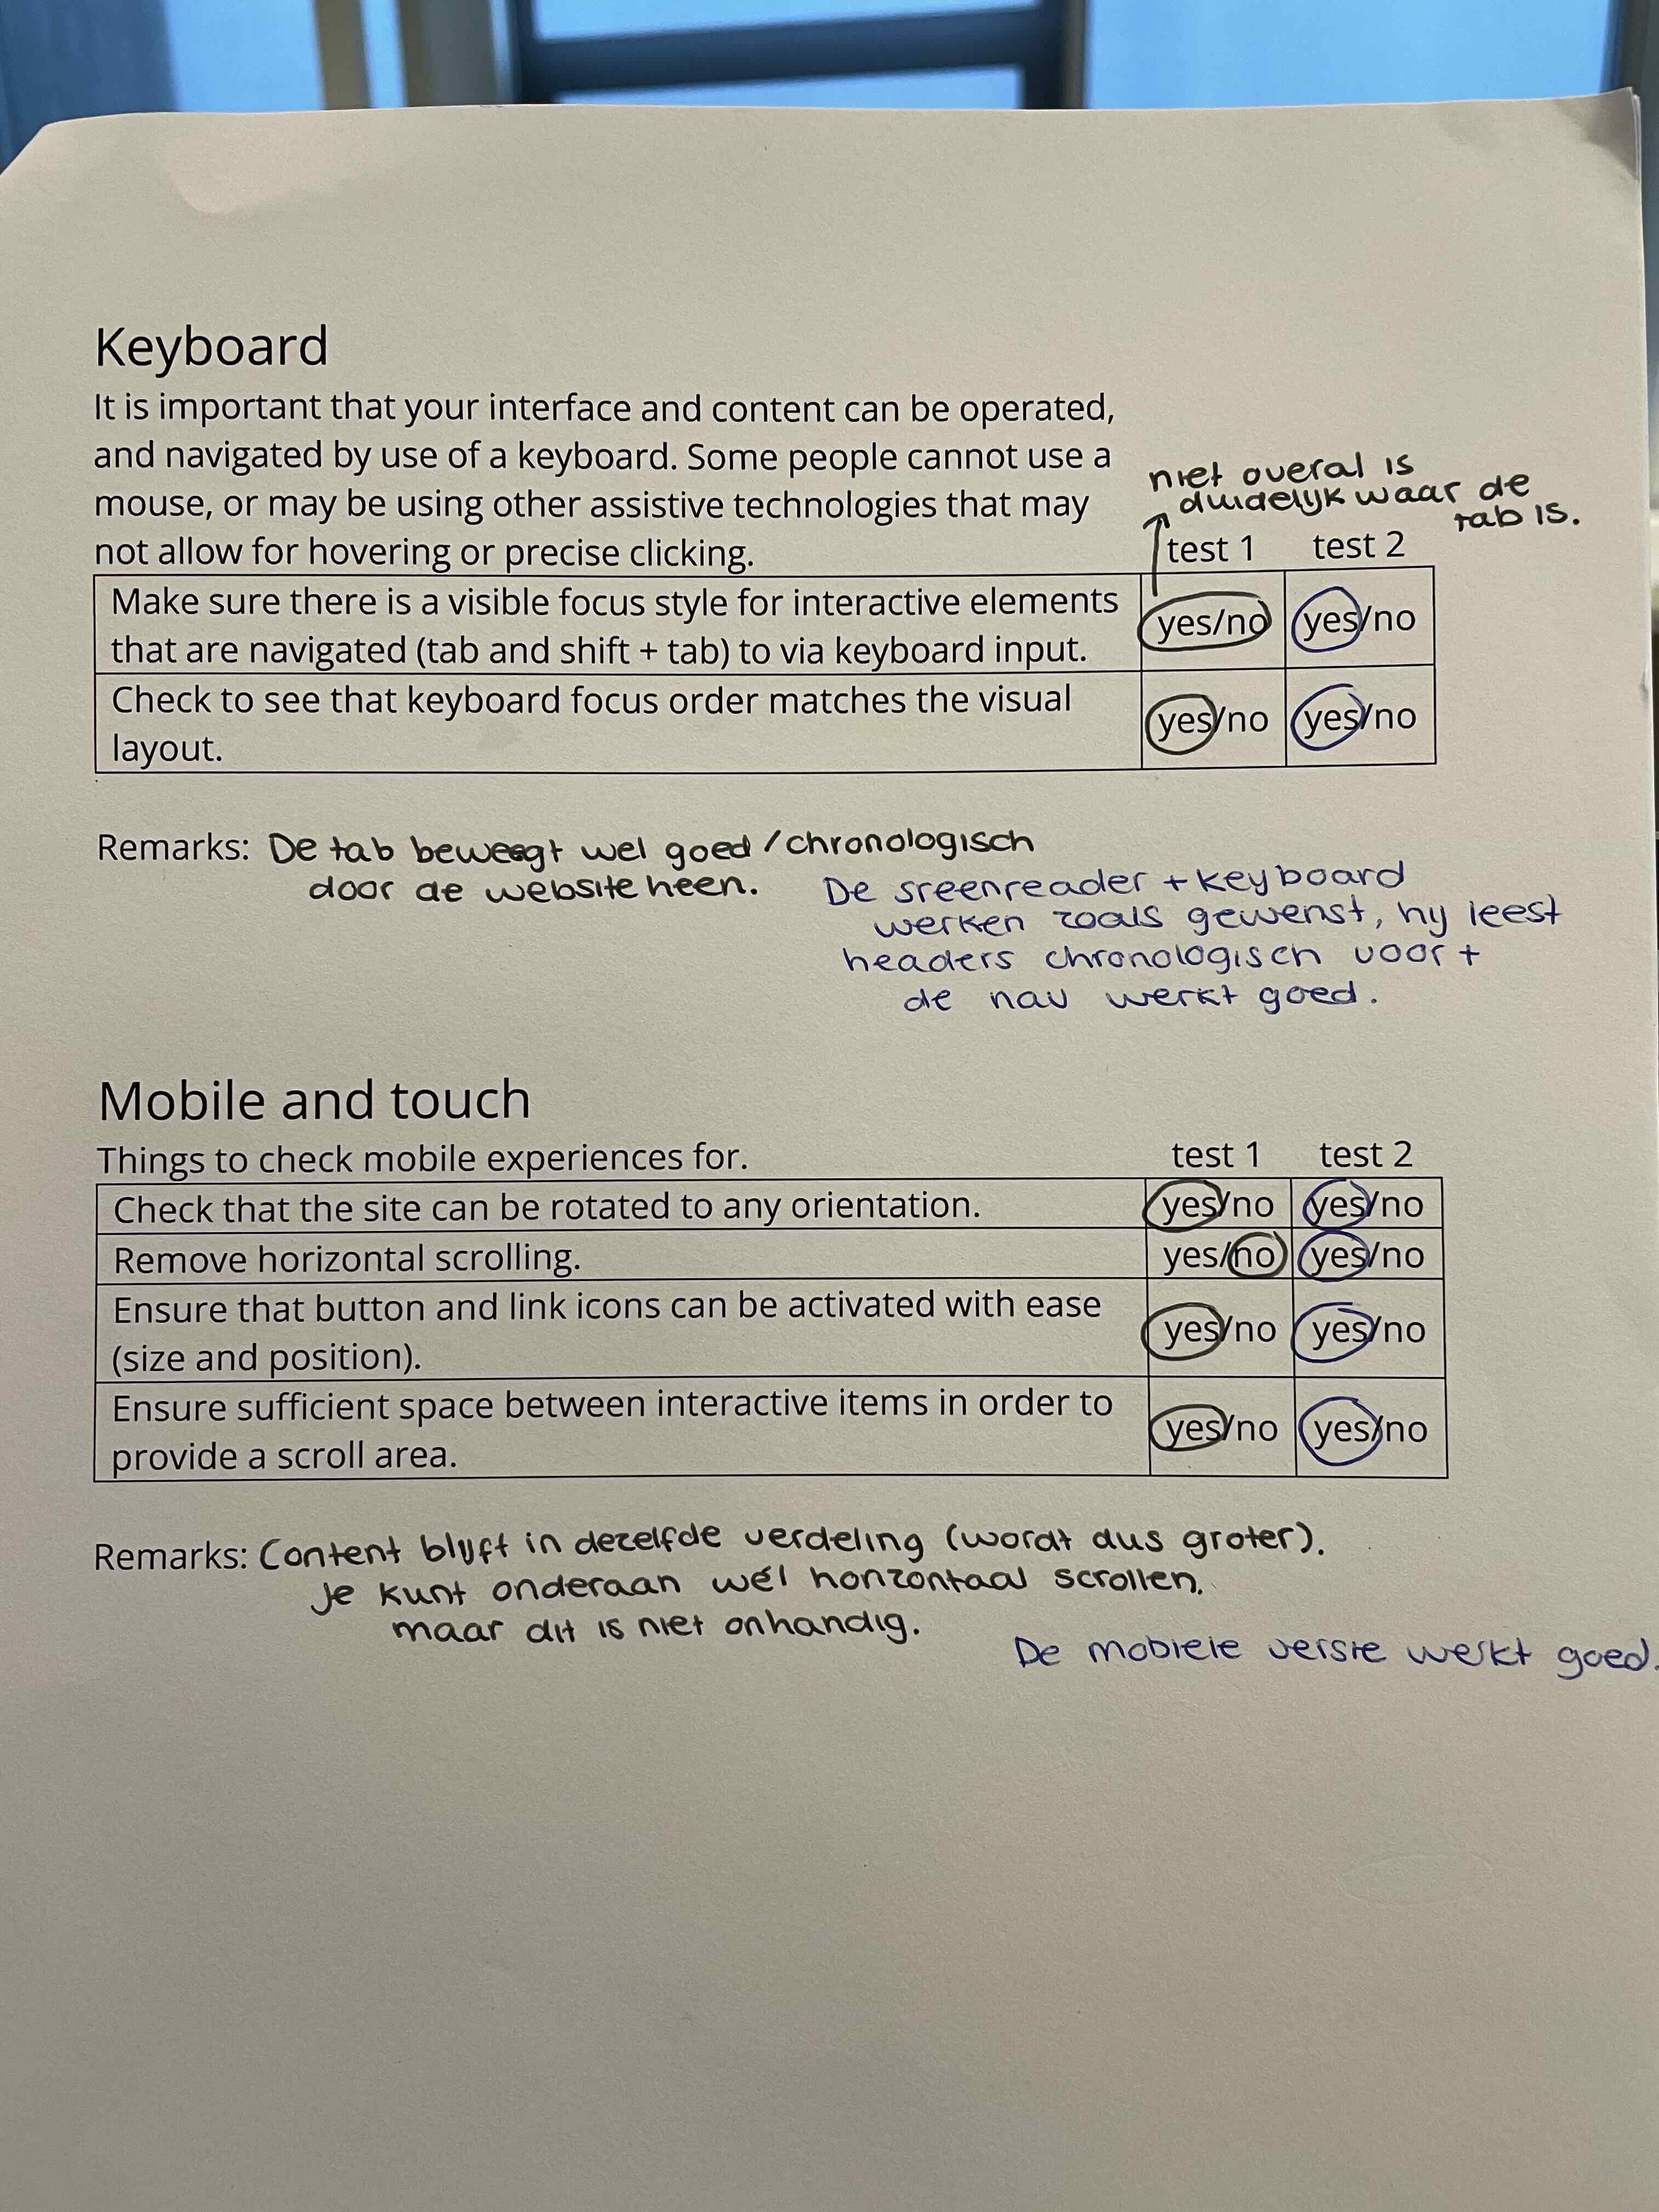 Keyboard
It is important that your interface and content can be operated,
and navigated by use of a keyboard. Some people cannot use a
mouse, or may be using other assistive technologies that may
not allow for hovering or precise clicking.
niet overal is
duidelijk waar de
tab is.
test 1 test 2
Make sure there is a visible focus style for interactive elements
that are navigated (tab and shift + tab) to via keyboard input.
yes/no yes/no
Check to see that keyboard focus order matches the visual
layout.
yes/no yes/no
Remarks: De tab beweegt wel goed / chronologisch
door de website heen.
De sreenreader + keyboard
werken zoals gewenst, hy leest
headers chronologisch voor +
de nav werkt goed.
Mobile and touch
Things to check mobile experiences for.
test 1 test 2
Check that the site can be rotated to any orientation. yes/no yes/no
Remove horizontal scrolling. yes/no yes/no
Ensure that button and link icons can be activated with ease
(size and position).
yes/no yes/no
Ensure sufficient space between interactive items in order to
provide a scroll area.
yes/no yes/no
Remarks: Content blijft in dezelfde verdeling (wordt dus groter).
Je kunt onderaan wél horizontaal scrollen.
maar dit is niet onhandig.
De mobiele versie werkt goed.